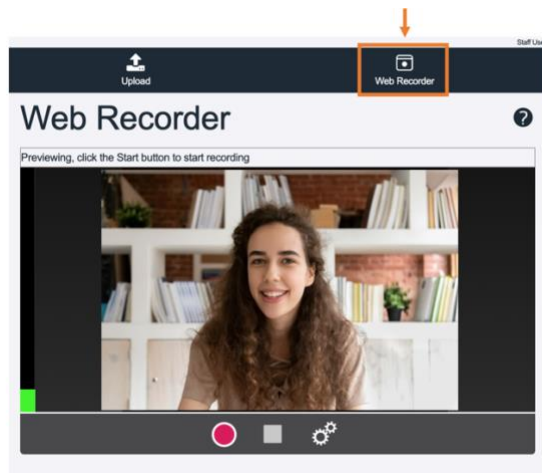 Staff Use
Upload
Web Recorder
Web Recorder
?
Previewing, click the Start button to start recording